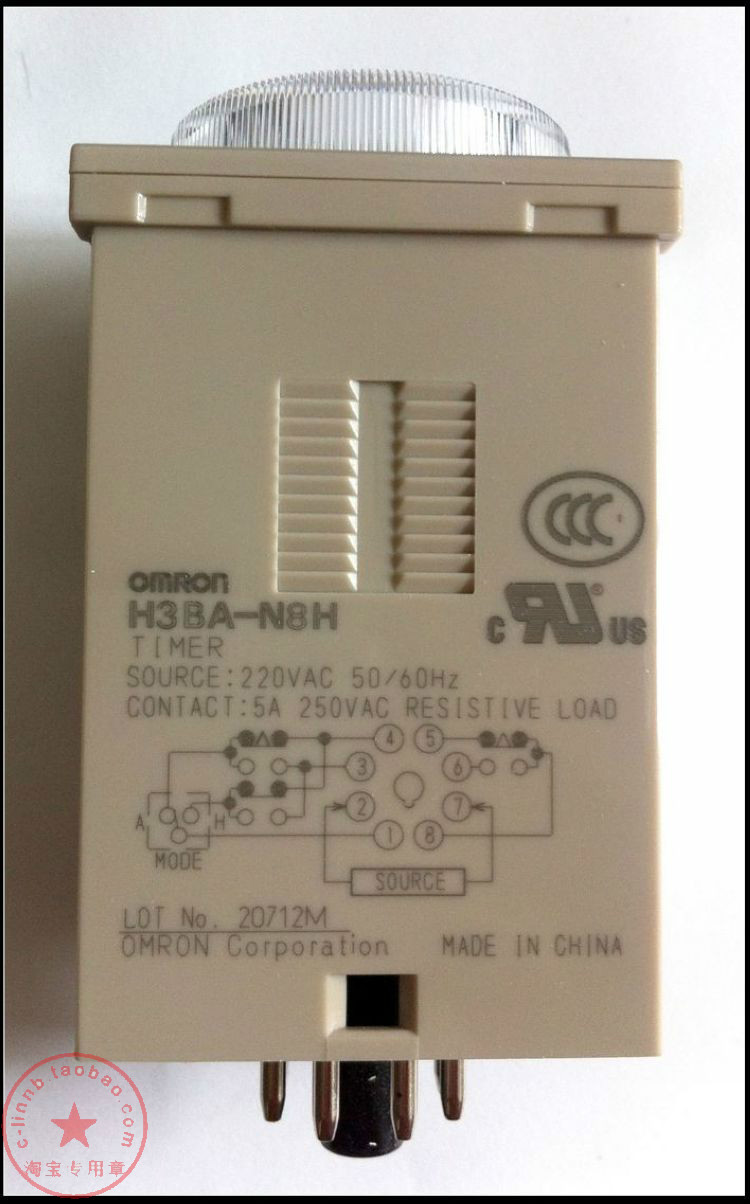 CCC
OMRON
H3BA-N8H
C RU® US
TIMER
SOURCE:220VAC 50/60Hz
CONTACT:5A 250VAC RESISTIVE LOAD
4 5
3 6
A H 2 7
MODE 1 8
SOURCE
LOT No. 20712M
OMRON Corporation MADE IN CHINA
c-linnb.taobao.com
淘宝专用章